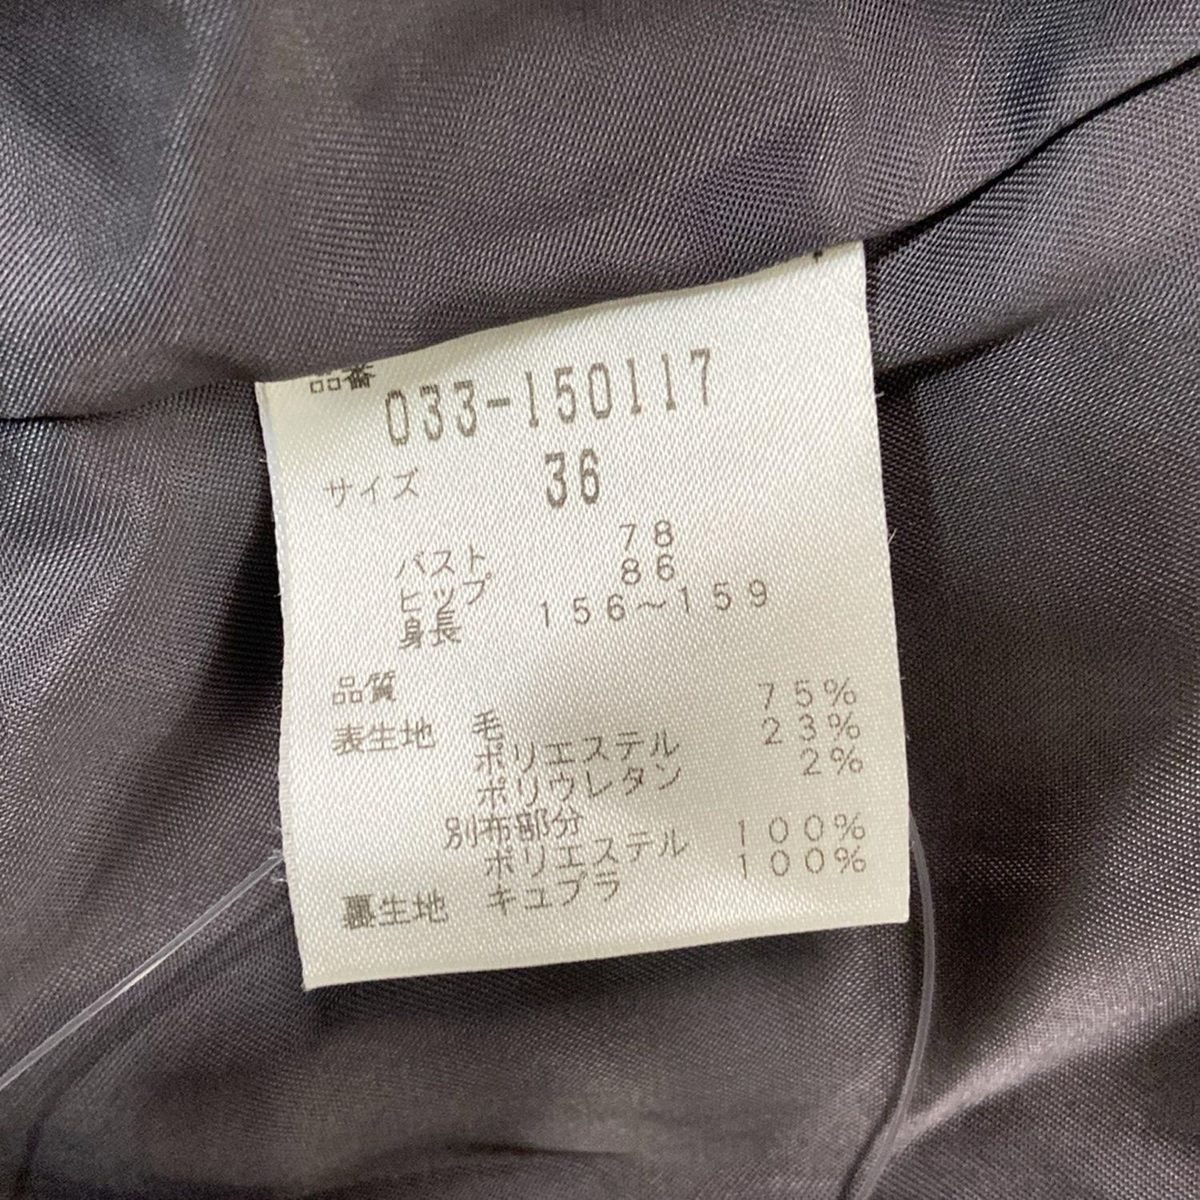 品番
033-150117
サイズ 36
バスト 78
ヒップ 86
身長 156～159
品質
表生地 毛 75%
ポリエステル 23%
ポリウレタン 2%
別布部分
ポリエステル 100%
裏生地 キュプラ 100%